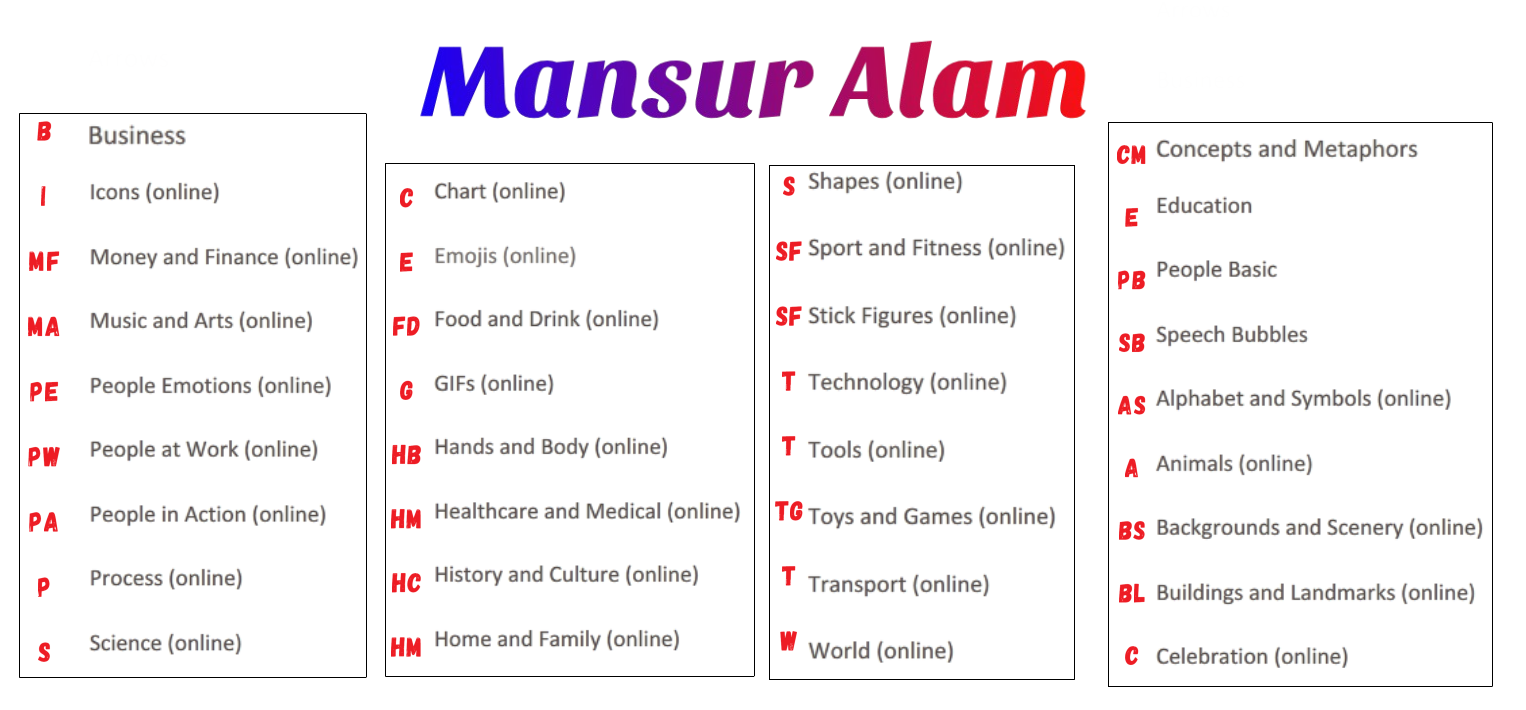 Mansur Alam
B Business
I Icons (online)
MF Money and Finance (online)
MA Music and Arts (online)
PE People Emotions (online)
PW People at Work (online)
PA People in Action (online)
P Process (online)
S Science (online)
C Chart (online)
E Emojis (online)
FD Food and Drink (online)
G GIFs (online)
HB Hands and Body (online)
HM Healthcare and Medical (online)
HC History and Culture (online)
HM Home and Family (online)
S Shapes (online)
SF Sport and Fitness (online)
SF Stick Figures (online)
T Technology (online)
T Tools (online)
TG Toys and Games (online)
T Transport (online)
W World (online)
CM Concepts and Metaphors
E Education
PB People Basic
SB Speech Bubbles
AS Alphabet and Symbols (online)
A Animals (online)
BS Backgrounds and Scenery (online)
BL Buildings and Landmarks (online)
C Celebration (online)